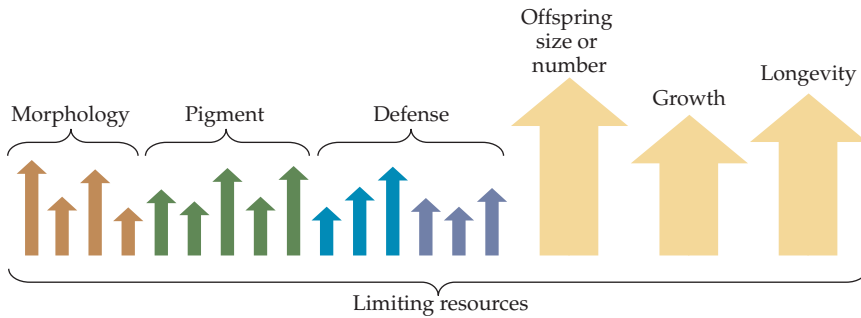 Offspring
size or
number
Longevity
Growth
Morphology
Pigment
Defense
Limiting resources